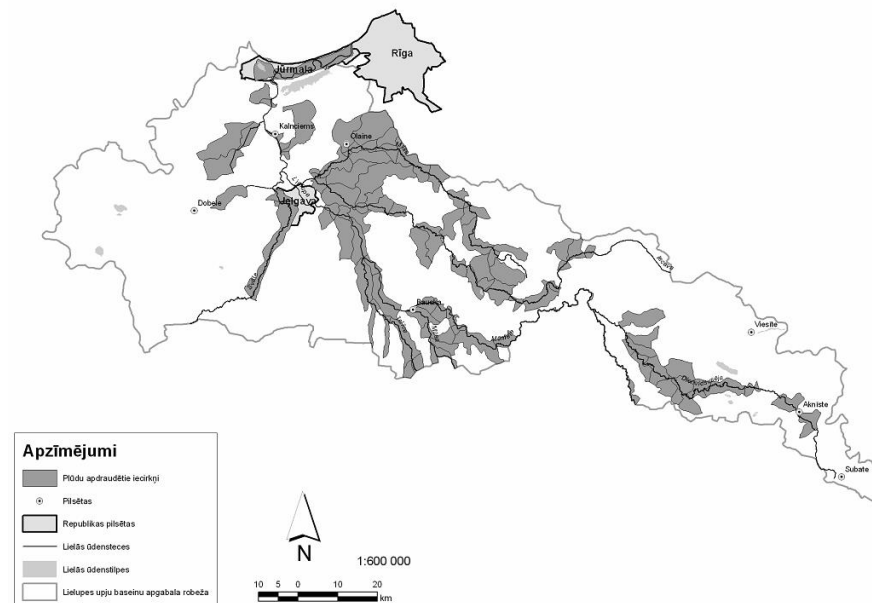 Rīga
Jūrmala
Kalnciems
Olaine
Dobele
Jelgava
Bauska
Viesīte
Akniste
Subate
Apzīmējumi
Plūdu apdraudētie iecirkņi
Pilsētas
Republikas pilsētas
Lielās ūdensteces
Lielās ūdenstilpes
Lielupes upju baseinu apgabala robeža
N
1:600 000
10 5 0 10 20
km